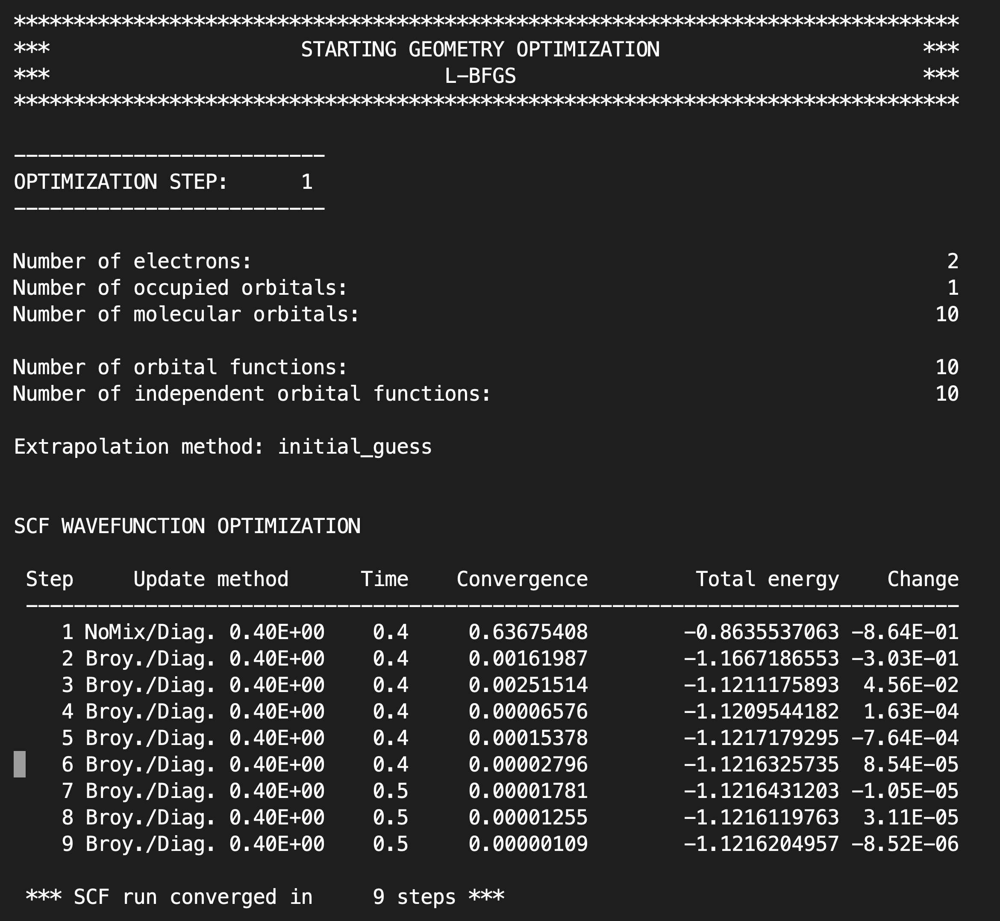 *******************************************************************************
***                     STARTING GEOMETRY OPTIMIZATION                      ***
***                                 L-BFGS                                  ***
*******************************************************************************
--------------------------
OPTIMIZATION STEP:      1
--------------------------
Number of electrons:                                                          2
Number of occupied orbitals:                                                  1
Number of molecular orbitals:                                                10
Number of orbital functions:                                                 10
Number of independent orbital functions:                                     10
Extrapolation method: initial_guess
SCF WAVEFUNCTION OPTIMIZATION
 Step     Update method      Time    Convergence         Total energy    Change
 ------------------------------------------------------------------------------
    1 NoMix/Diag. 0.40E+00    0.4     0.63675408        -0.8635537063 -8.64E-01
    2 Broy./Diag. 0.40E+00    0.4     0.00161987        -1.1667186553 -3.03E-01
    3 Broy./Diag. 0.40E+00    0.4     0.00251514        -1.1211175893  4.56E-02
    4 Broy./Diag. 0.40E+00    0.4     0.00006576        -1.1209544182  1.63E-04
    5 Broy./Diag. 0.40E+00    0.4     0.00015378        -1.1217179295 -7.64E-04
    6 Broy./Diag. 0.40E+00    0.4     0.00002796        -1.1216325735  8.54E-05
    7 Broy./Diag. 0.40E+00    0.5     0.00001781        -1.1216431203 -1.05E-05
    8 Broy./Diag. 0.40E+00    0.5     0.00001255        -1.1216119763  3.11E-05
    9 Broy./Diag. 0.40E+00    0.5     0.00000109        -1.1216204957 -8.52E-06
 *** SCF run converged in     9 steps ***